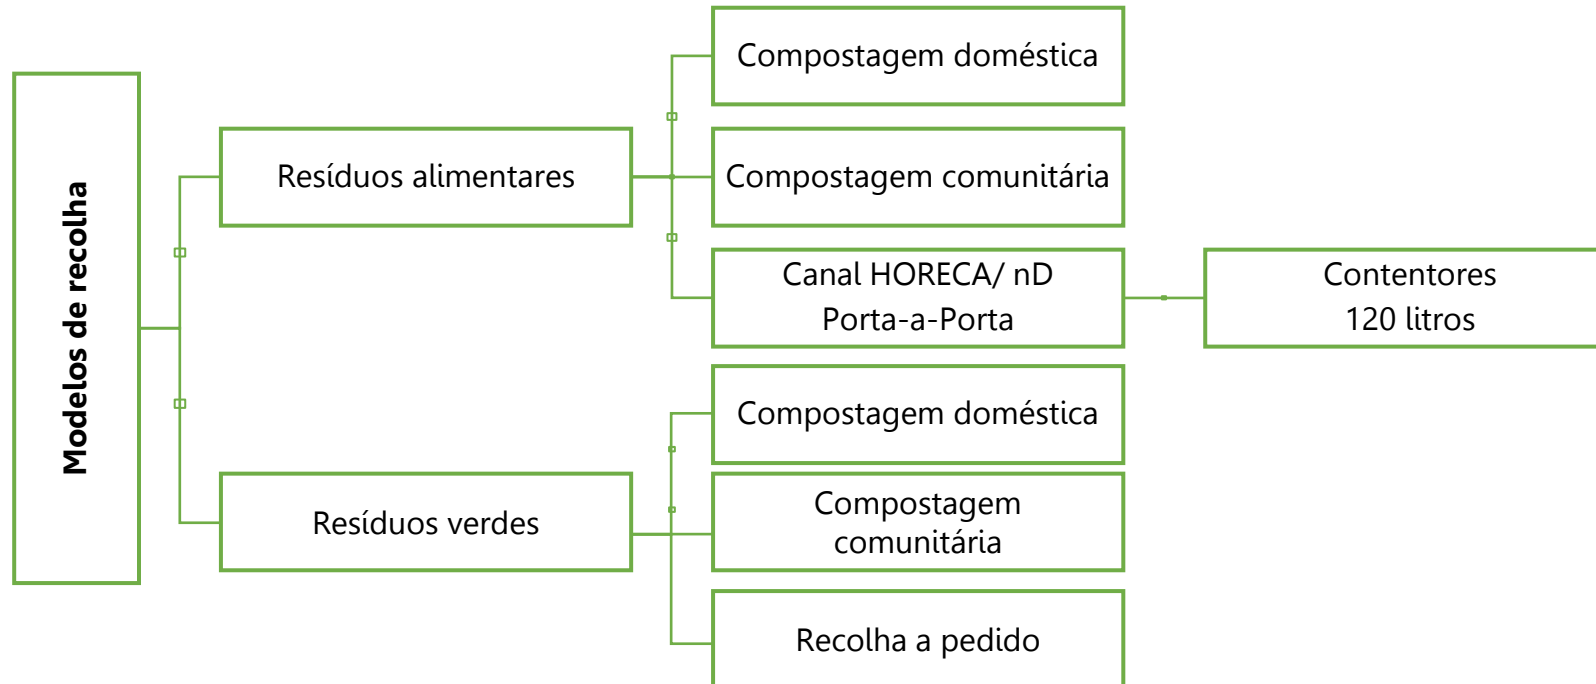 Modelos de recolha
Resíduos alimentares
Compostagem doméstica
Compostagem comunitária
Canal HORECA/ nD
Porta-a-Porta
Contentores
120 litros
Resíduos verdes
Compostagem doméstica
Compostagem
comunitária
Recolha a pedido